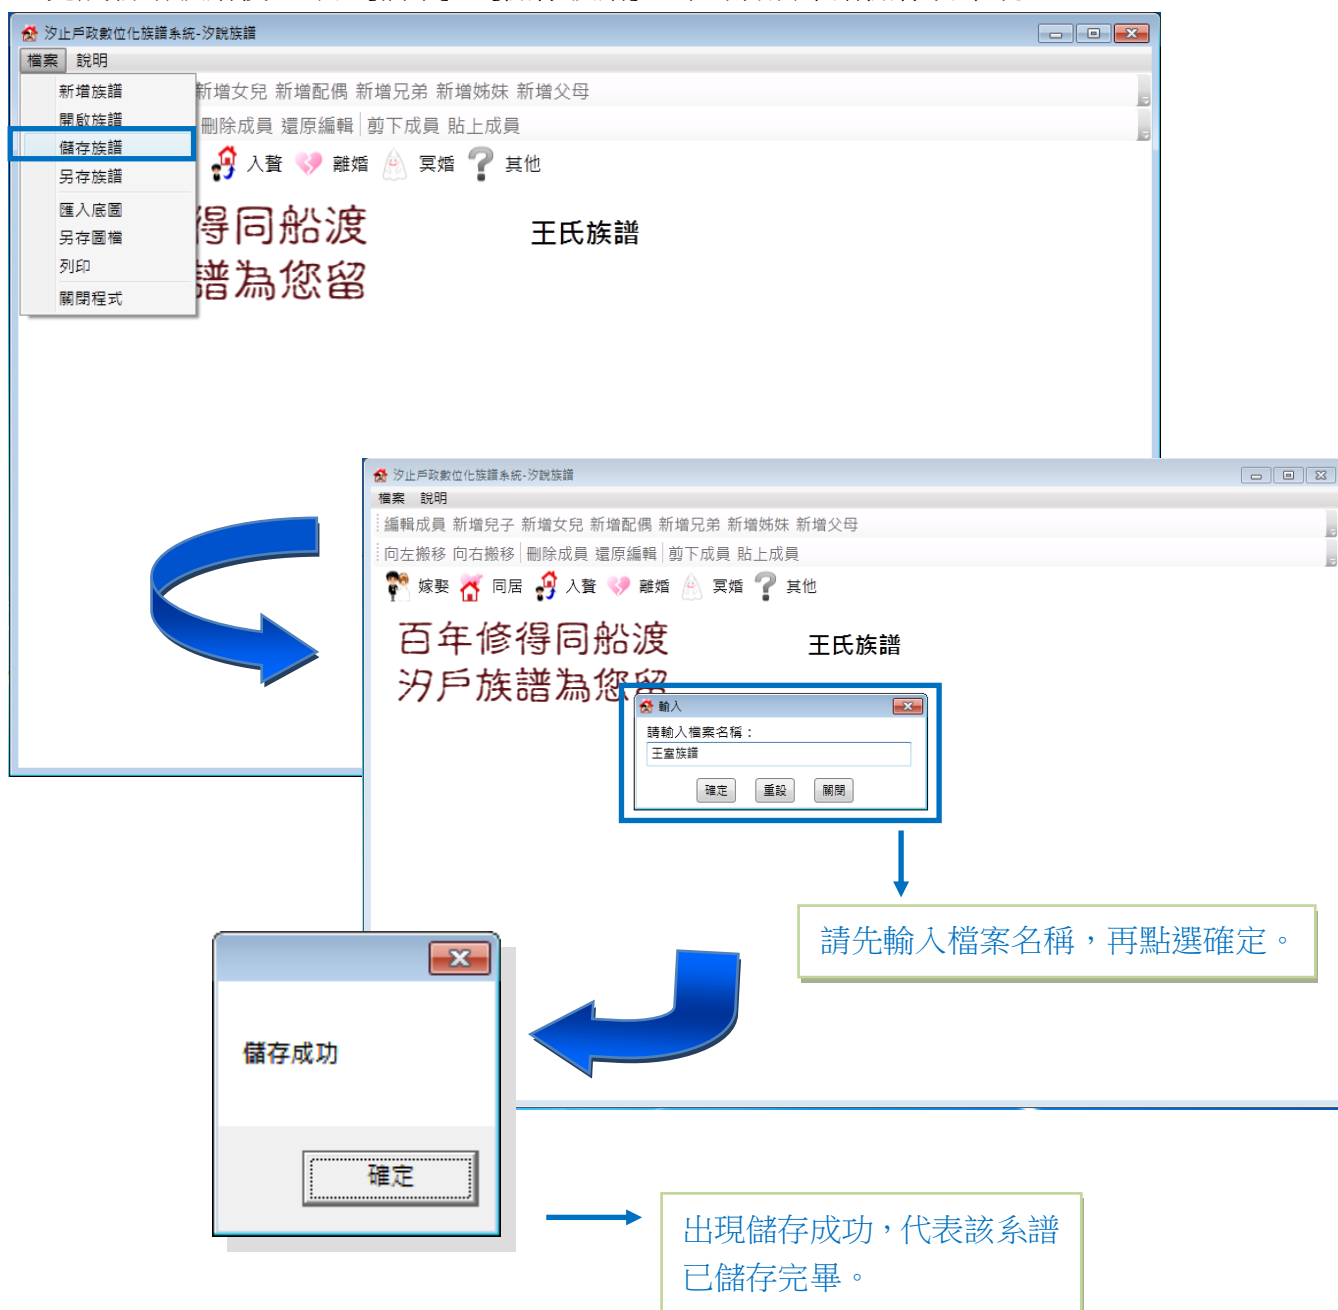 汐止戶政數位化族譜系統-汐說族譜
檔案 說明
新增女兒 新增配偶 新增兄弟 新增姊妹 新增父母
刪除成員 還原編輯 剪下成員 貼上成員
入贅 離婚 冥婚 其他
新增族譜
開啟族譜
儲存族譜
另存族譜
匯入底圖
另存圖檔
列印
關閉程式
得同船渡
譜為您留
王氏族譜
汐止戶政數位化族譜系統-汐說族譜
檔案 說明
編輯成員 新增兒子 新增女兒 新增配偶 新增兄弟 新增姊妹 新增父母
向左搬移 向右搬移 刪除成員 還原編輯 剪下成員 貼上成員
嫁娶 同居 入贅 離婚 冥婚 其他
百年修得同船渡
汐戶族譜為您留
王氏族譜
輸入
請輸入檔案名稱：
王室族譜
確定 重設 關閉
請先輸入檔案名稱，再點選確定。
儲存成功
確定
出現儲存成功，代表該系譜
已儲存完畢。